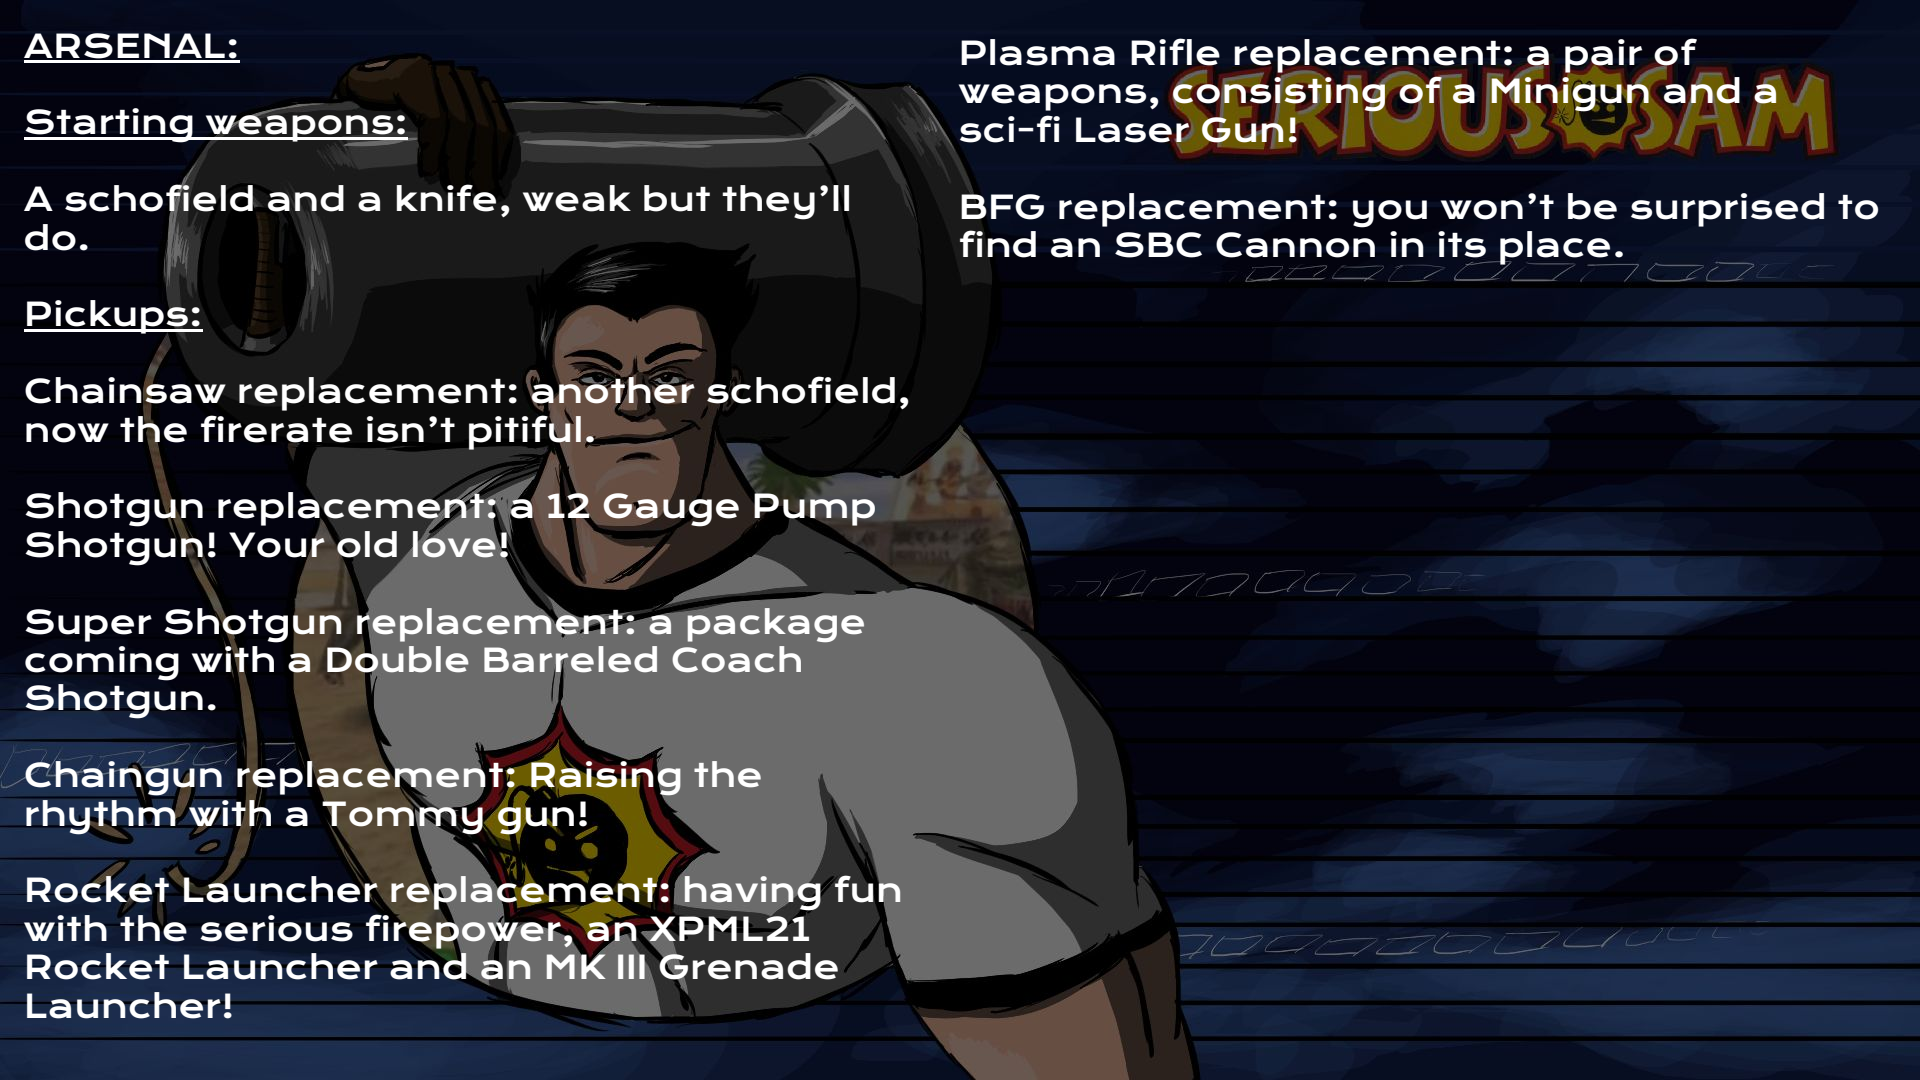 ARSENAL:
Starting weapons:
A schofield and a knife, weak but they’ll
do.
Pickups:
Chainsaw replacement: another schofield,
now the firerate isn’t pitiful.
Shotgun replacement: a 12 Gauge Pump
Shotgun! Your old love!
Super Shotgun replacement: a package
coming with a Double Barreled Coach
Shotgun.
Chaingun replacement: Raising the
rhythm with a Tommy gun!
Rocket Launcher replacement: having fun
with the serious firepower, an XPML21
Rocket Launcher and an MK III Grenade
Launcher!
Plasma Rifle replacement: a pair of
weapons, consisting of a Minigun and a
sci-fi Laser Gun!
BFG replacement: you won’t be surprised to
find an SBC Cannon in its place.
SERIOUS SAM